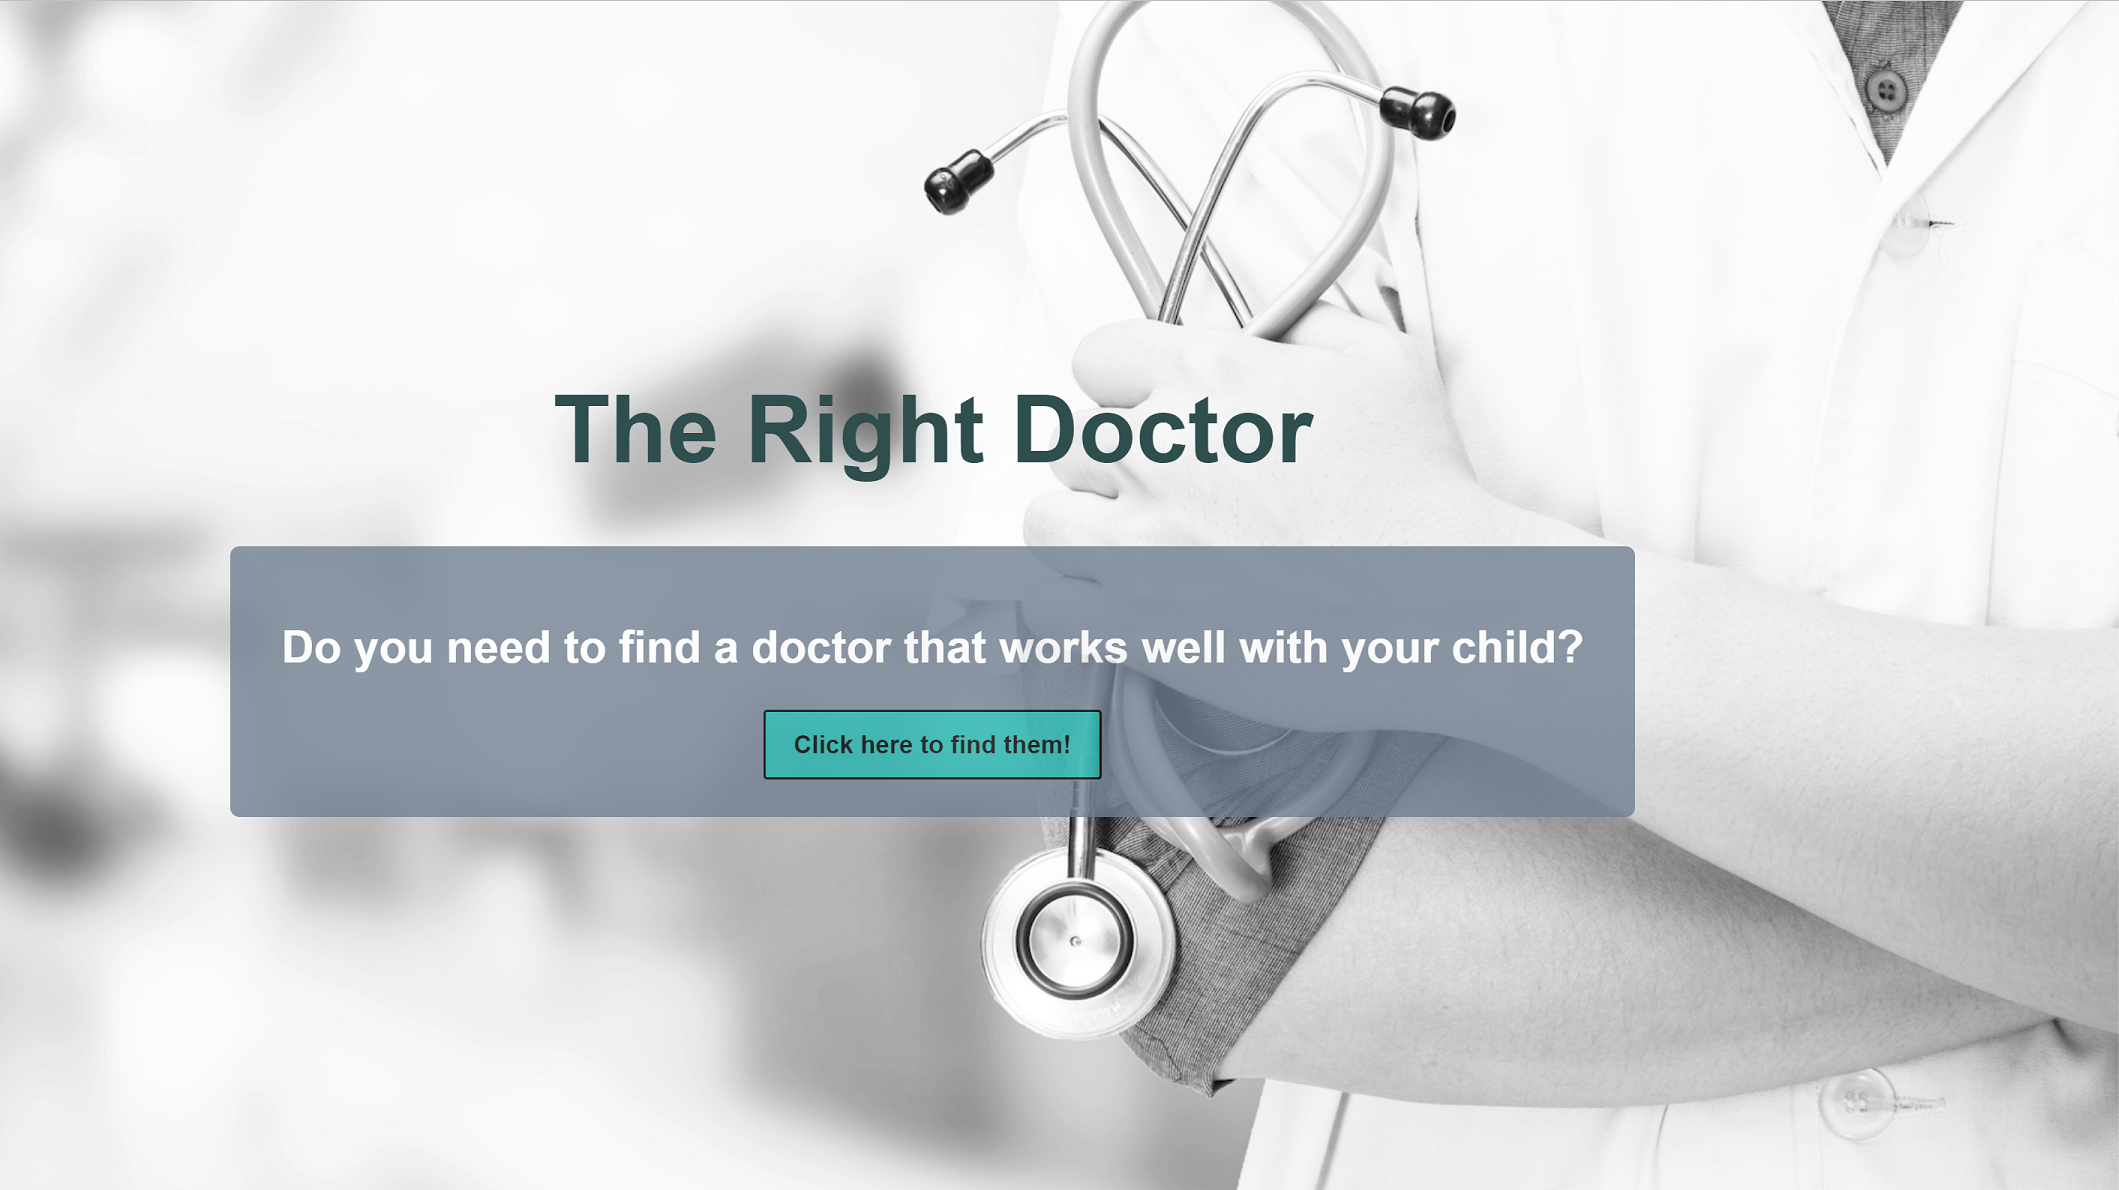 The Right Doctor
Do you need to find a doctor that works well with your child?
Click here to find them!